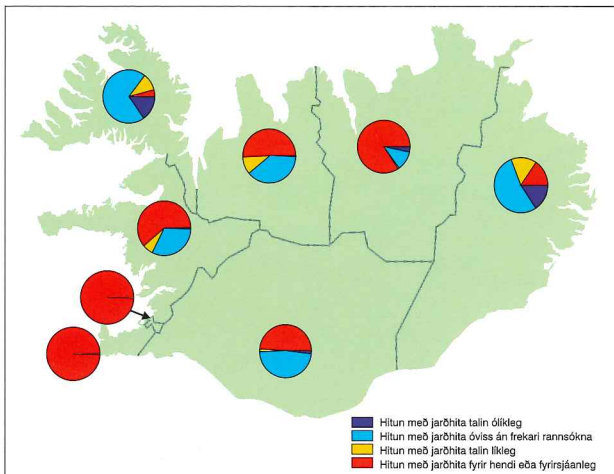 Hitun með jarðhita talin ólíkleg
Hitun með jarðhita óviss án frekari rannsókna
Hitun með jarðhita talin líkleg
Hitun með jarðhita fyrir hendi eða fyrirsjáanleg